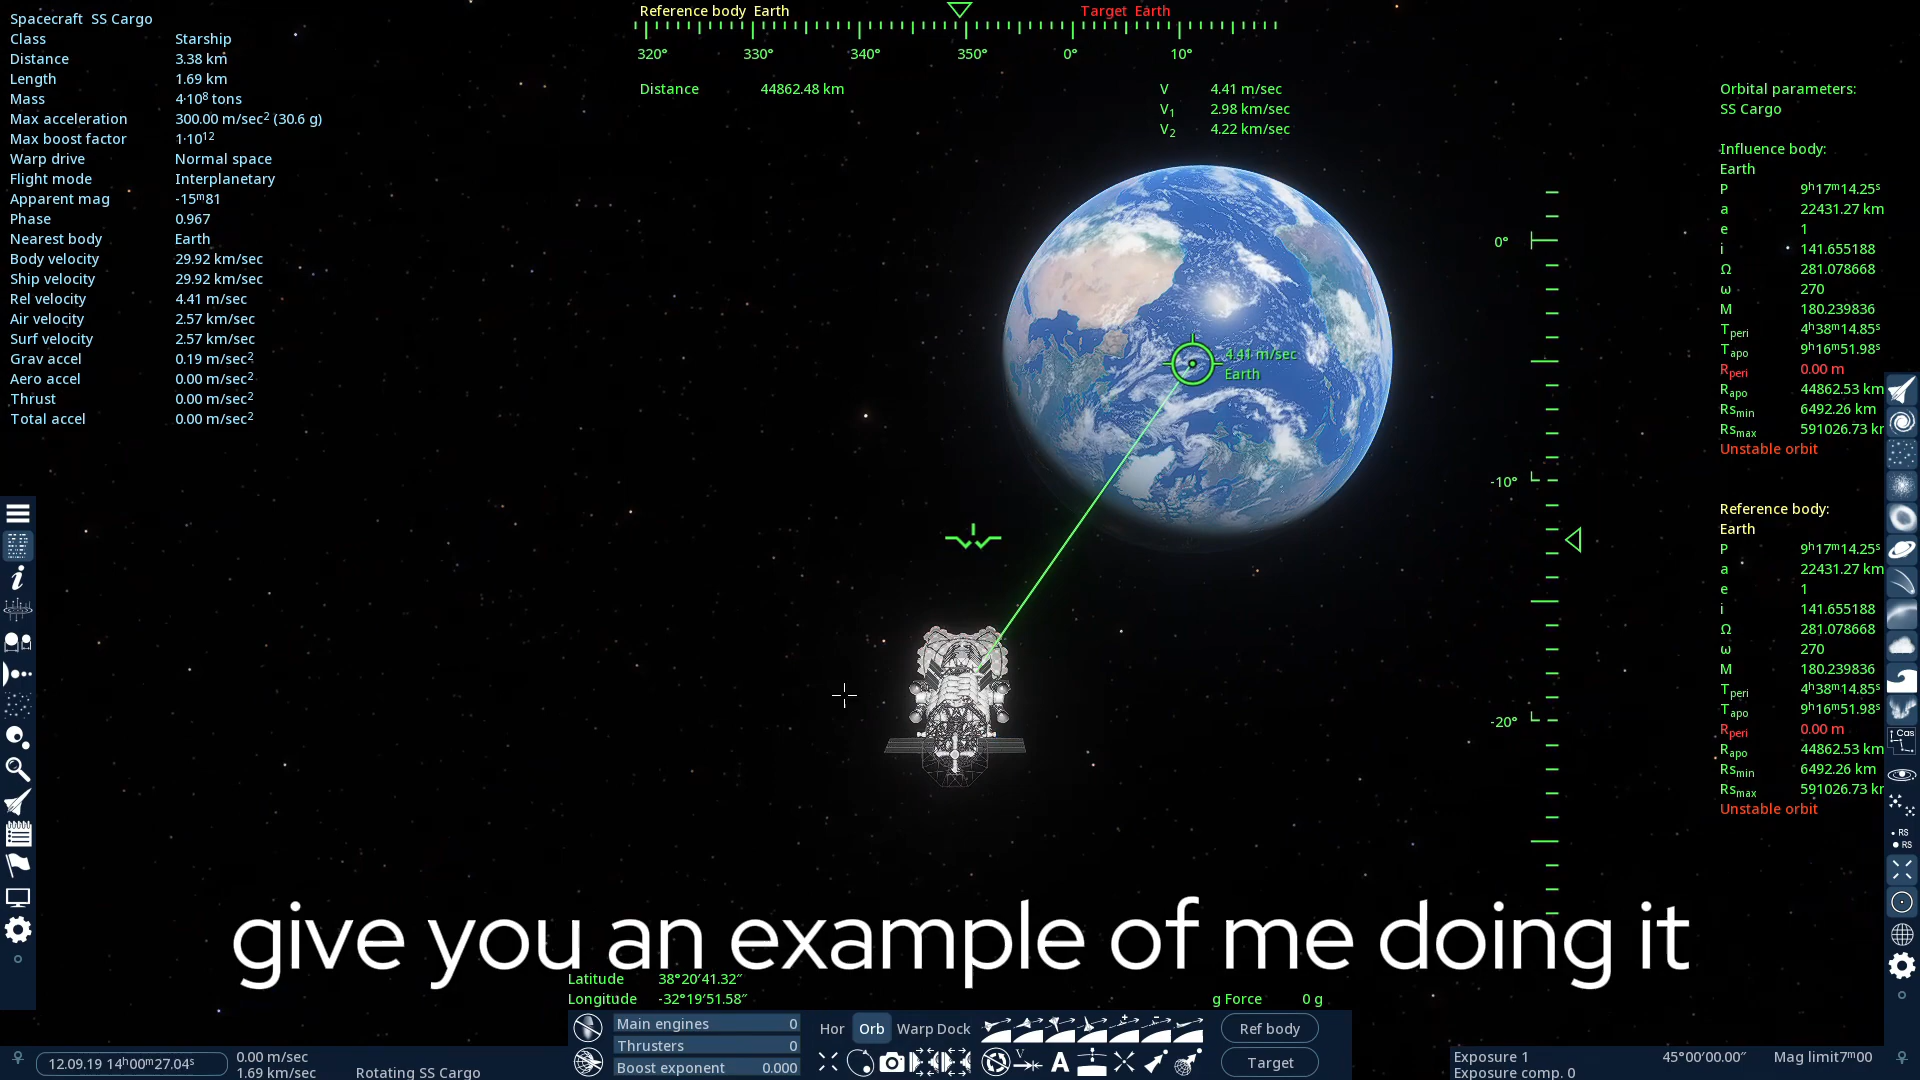 Spacecraft SS Cargo
Class Starship
Distance 3.38 km
Length 1.69 km
Mass 4·10⁸ tons
Max acceleration 300.00 m/sec² (30.6 g)
Max boost factor 1·10¹²
Warp drive Normal space
Flight mode Interplanetary
Apparent mag -15ᵐ81
Phase 0.967
Nearest body Earth
Body velocity 29.92 km/sec
Ship velocity 29.92 km/sec
Rel velocity 4.41 m/sec
Air velocity 2.57 km/sec
Surf velocity 2.57 km/sec
Grav accel 0.19 m/sec²
Aero accel 0.00 m/sec²
Thrust 0.00 m/sec²
Total accel 0.00 m/sec²
Reference body Earth
Target Earth
320° 330° 340° 350° 0° 10°
Distance 44862.48 km
V 4.41 m/sec
V₁ 2.98 km/sec
V₂ 4.22 km/sec
4.41 m/sec
Earth
0°
-10°
-20°
Orbital parameters:
SS Cargo
Influence body:
Earth
P 9ʰ17ᵐ14.25ˢ
a 22431.27 km
e 1
i 141.655188
Ω 281.078668
ω 270
M 180.239836
Tperi 4ʰ38ᵐ14.85ˢ
Tapo 9ʰ16ᵐ51.98ˢ
Rperi 0.00 m
Rapo 44862.53 km
Rsmin 6492.26 km
Rsmax 591026.73 kr
Unstable orbit
Reference body:
Earth
P 9ʰ17ᵐ14.25ˢ
a 22431.27 km
e 1
i 141.655188
Ω 281.078668
ω 270
M 180.239836
Tperi 4ʰ38ᵐ14.85ˢ
Tapo 9ʰ16ᵐ51.98ˢ
Rperi 0.00 m
Rapo 44862.53 km
Rsmin 6492.26 km
Rsmax 591026.73 kr
Unstable orbit
Cas
RS
RS
give you an example of me doing it
Latitude 38°20′41.32″
Longitude -32°19′51.58″
g Force 0 g
Main engines 0
Thrusters 0
Boost exponent 0.000
Hor Orb Warp Dock
V
A
Ref body
Target
12.09.19 14ʰ00ᵐ27.04ˢ
0.00 m/sec
1.69 km/sec
Rotating SS Cargo
Exposure 1
Exposure comp. 0
45°00′00.00″
Mag limit7ᵐ00